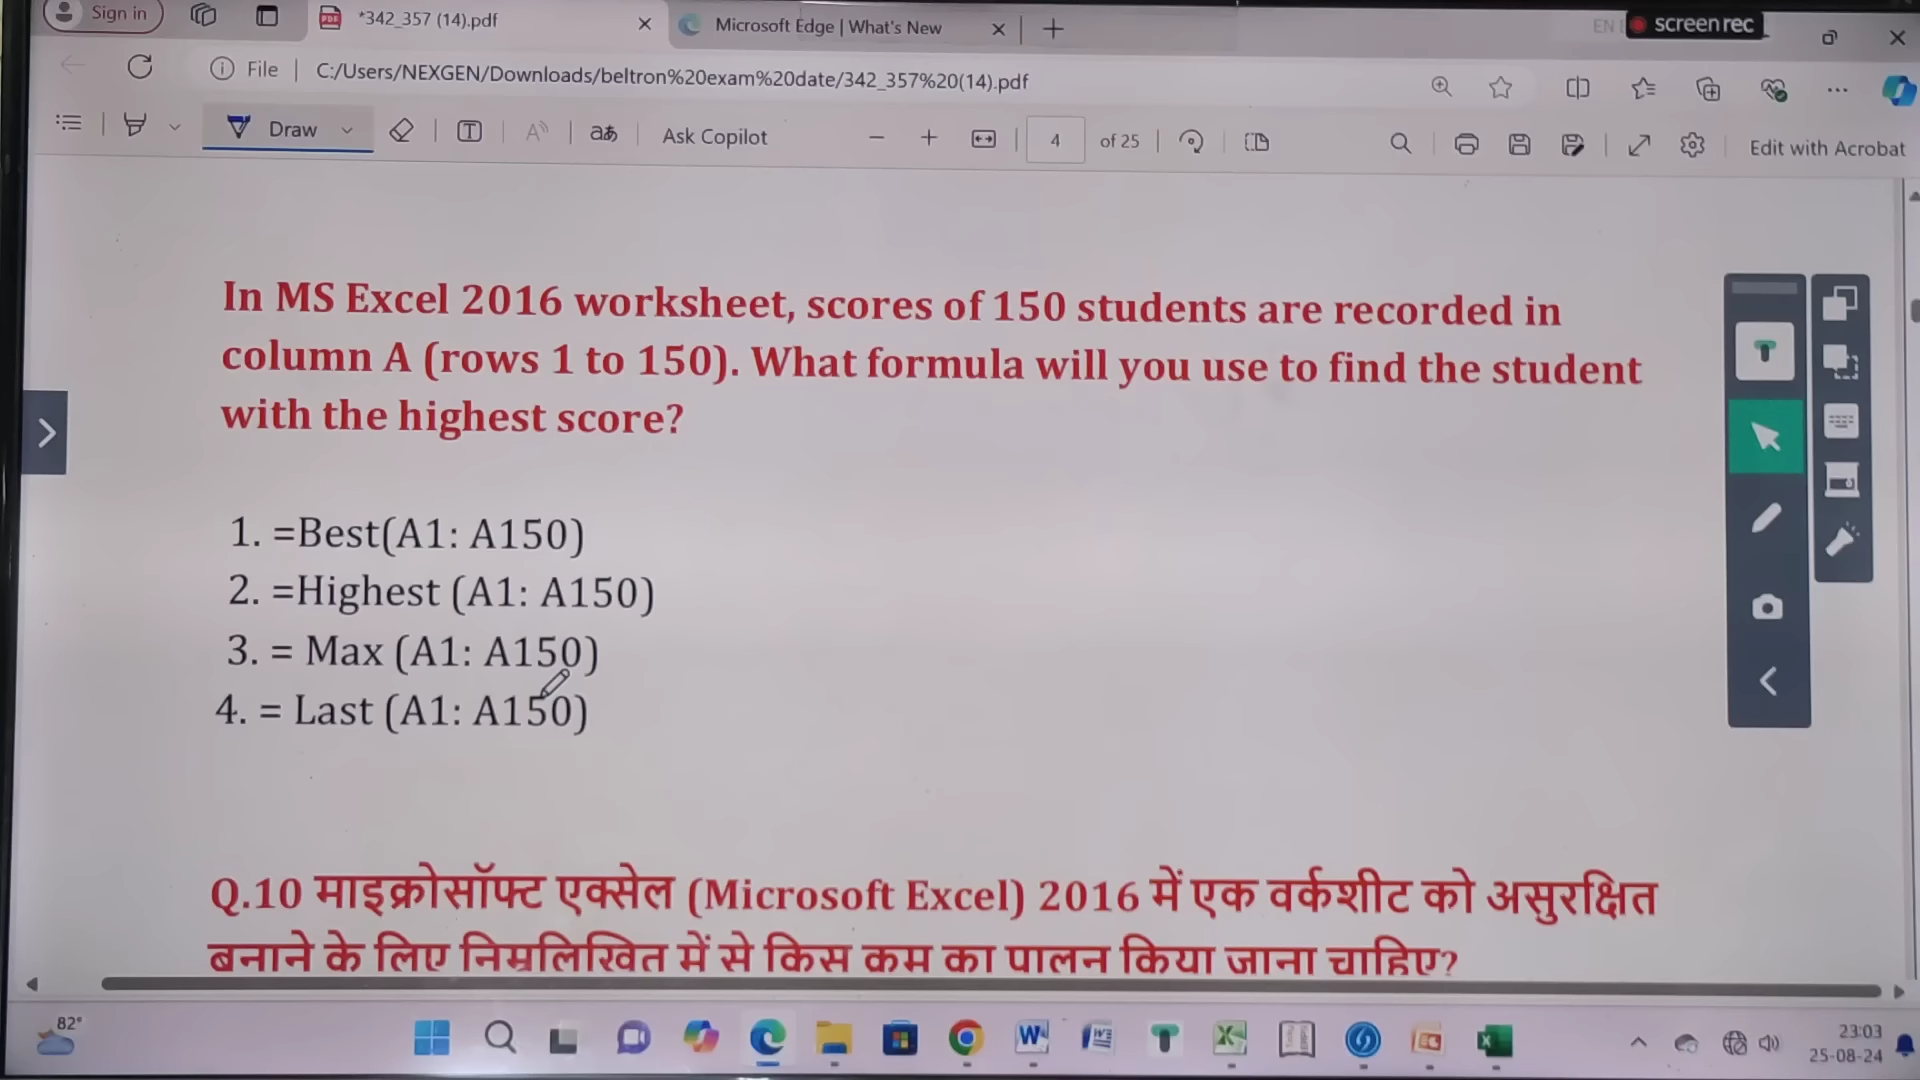 Sign in
*342_357 (14).pdf
Microsoft Edge | What's New
EN
screen rec
File
C:/Users/NEXGEN/Downloads/beltron%20exam%20date/342_357%20(14).pdf
Draw
Ask Copilot
4
of 25
Edit with Acrobat
In MS Excel 2016 worksheet, scores of 150 students are recorded in
column A (rows 1 to 150). What formula will you use to find the student
with the highest score?
1. =Best(A1: A150)
2. =Highest (A1: A150)
3. = Max (A1: A150)
4. = Last (A1: A150)
Q.10 माइक्रोसॉफ्ट एक्सेल (Microsoft Excel) 2016 में एक वर्कशीट को असुरक्षित
बनाने के लिए निम्नलिखित में से किस कम का पालन किया जाना चाहिए?
82°
23:03
25-08-24